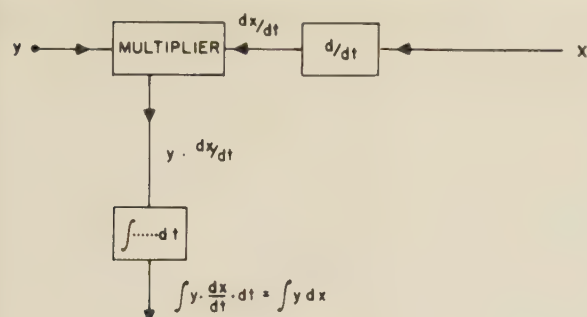 dx/dt
y MULTIPLIER d/dt X
y . dx/dt
∫······dt
∫y·dx/dt·dt = ∫y dx